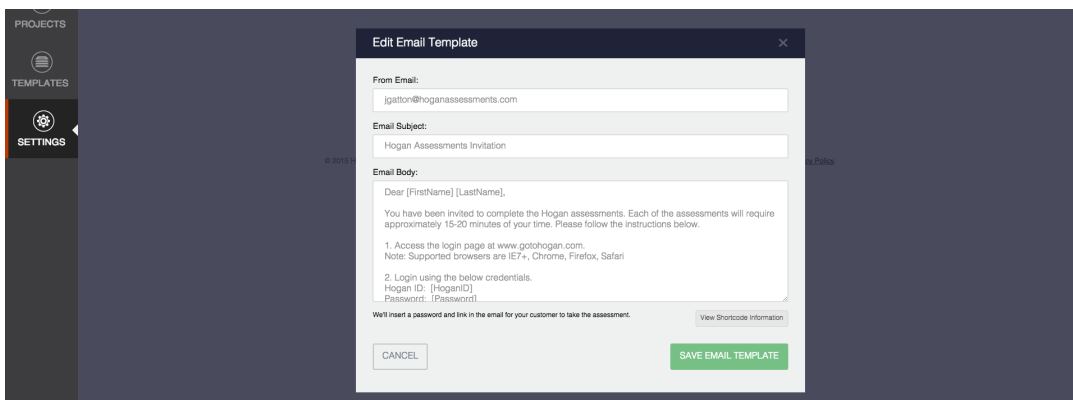 PROJECTS
TEMPLATES
SETTINGS
Edit Email Template
×
From Email:
jgatton@hoganassessments.com
Email Subject:
Hogan Assessments Invitation
© 2015 H
cy Policy
Email Body:
Dear [FirstName] [LastName],
You have been invited to complete the Hogan assessments. Each of the assessments will require
approximately 15-20 minutes of your time. Please follow the instructions below.
1. Access the login page at www.gotohogan.com.
Note: Supported browsers are IE7+, Chrome, Firefox, Safari
2. Login using the below credentials.
Hogan ID: [HoganID]
Password: [Password]
We'll insert a password and link in the email for your customer to take the assessment.
View Shortcode Information
CANCEL
SAVE EMAIL TEMPLATE